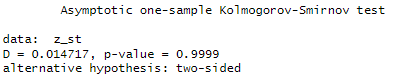 Asymptotic one-sample Kolmogorov-Smirnov test
data:  z_st
D = 0.014717, p-value = 0.9999
alternative hypothesis: two-sided